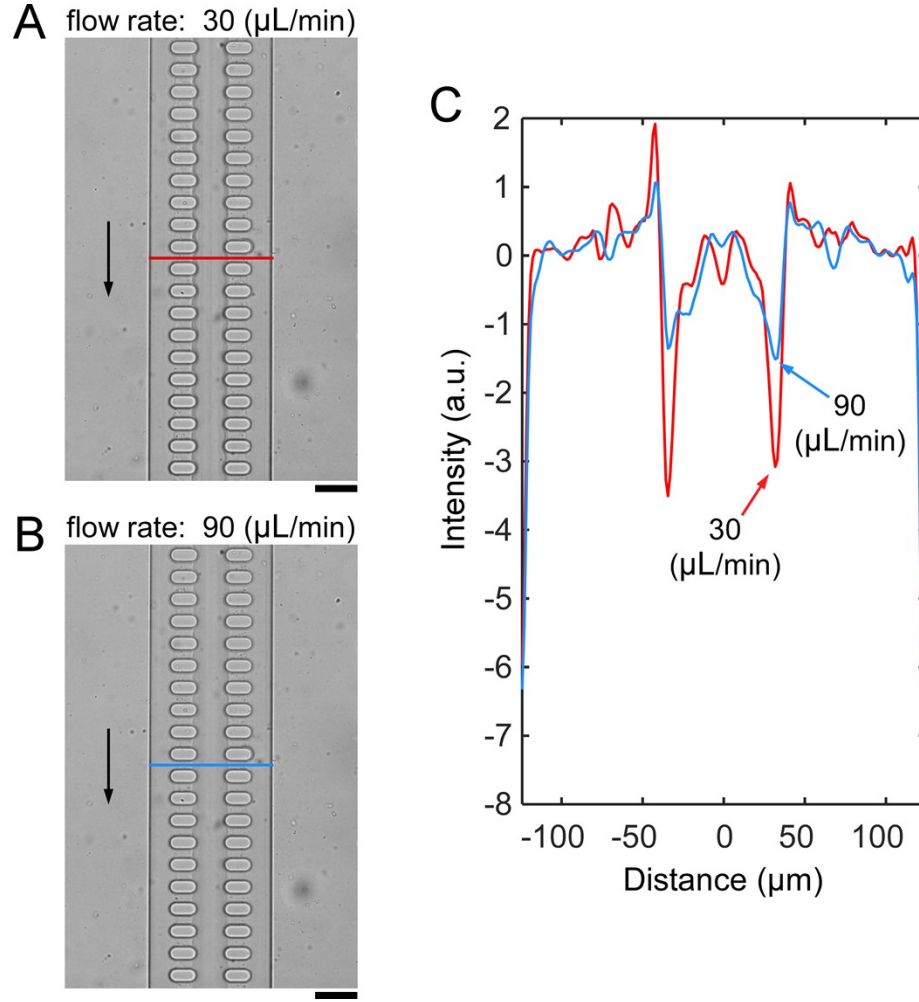 A
flow rate: 30 (µL/min)
B
flow rate: 90 (µL/min)
C
2
1
0
-1
-2
-3
-4
-5
-6
-7
-8
Intensity (a.u.)
90
(µL/min)
30
(µL/min)
-100
-50
0
50
100
Distance (µm)